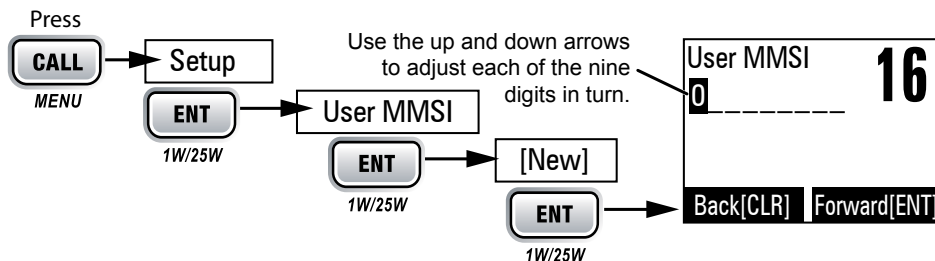 Press
CALL
MENU
Setup
ENT
1W/25W
User MMSI
ENT
1W/25W
[New]
ENT
1W/25W
Use the up and down arrows
to adjust each of the nine
digits in turn.
User MMSI
16
0_ _ _ _ _ _ _ _
Back[CLR]
Forward[ENT]